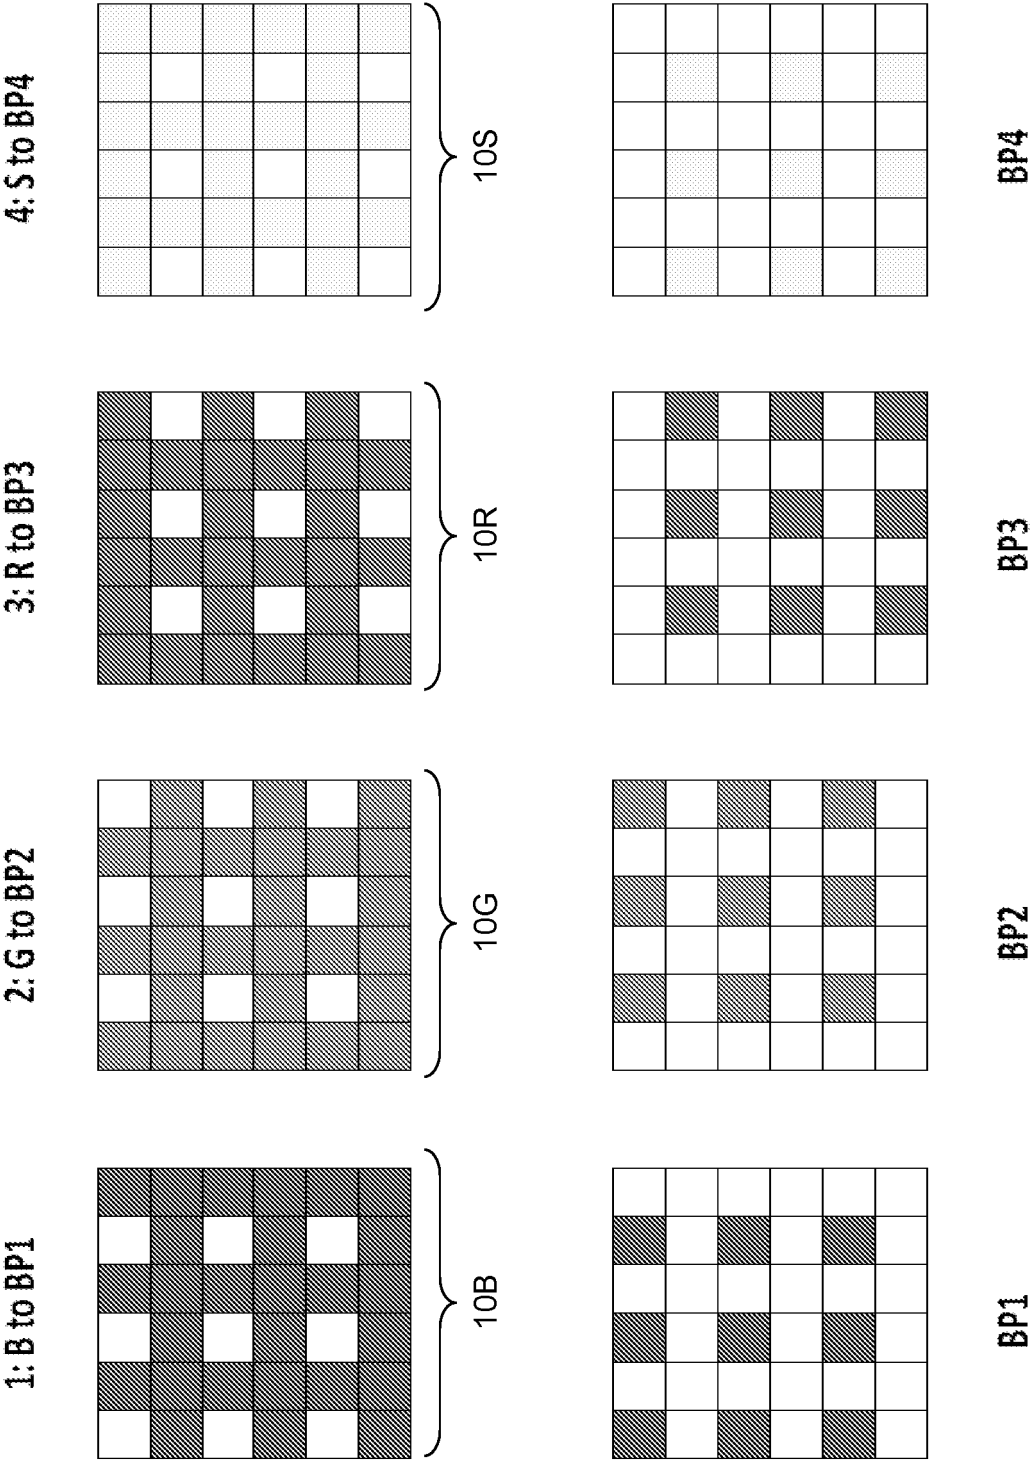 1: B to BP1
2: G to BP2
3: R to BP3
4: S to BP4
10B
10G
10R
10S
BP1
BP2
BP3
BP4